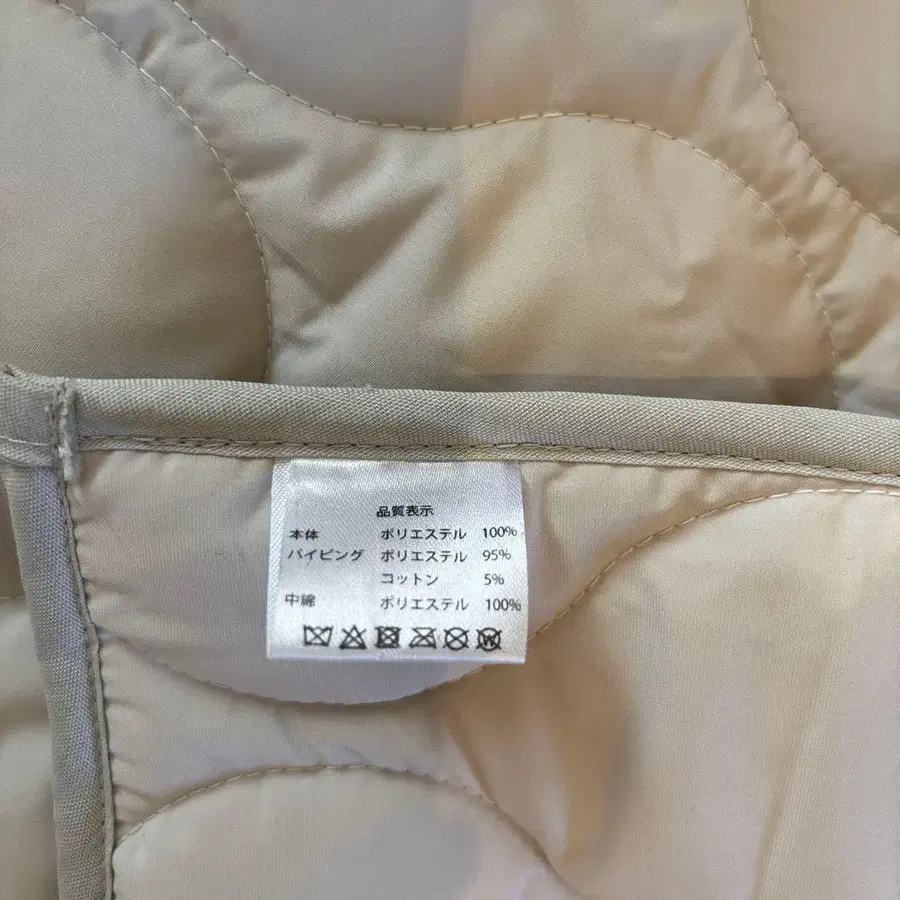 品質表示
本体 ポリエステル 100%
パイピング ポリエステル 95%
コットン 5%
中綿 ポリエステル 100%